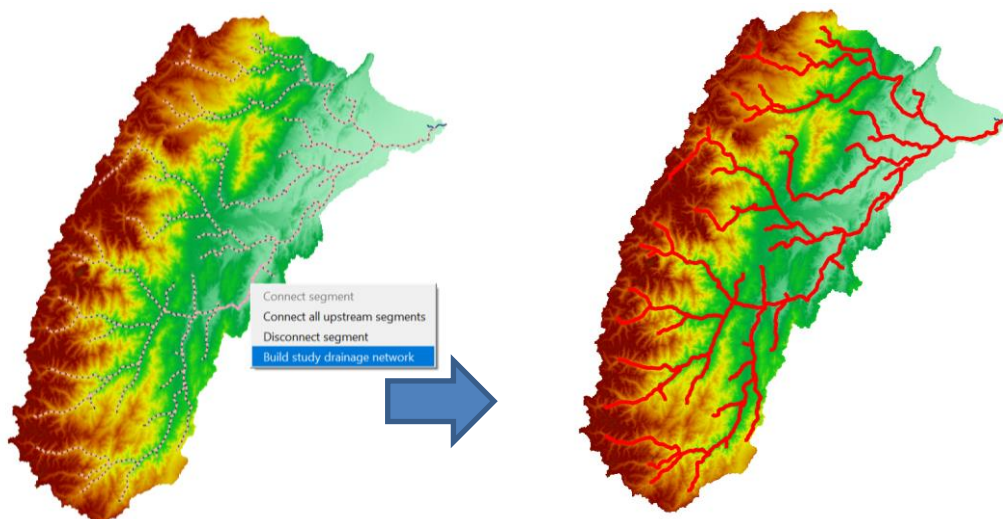 Connect segment
Connect all upstream segments
Disconnect segment
Build study drainage network